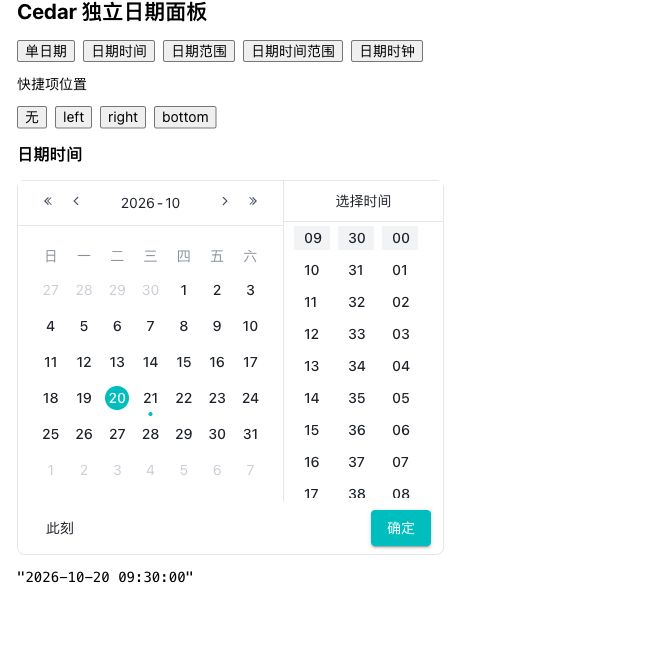 Cedar 独立日期面板
单日期 日期时间 日期范围 日期时间范围 日期时钟
快捷项位置
无 left right bottom
日期时间
« ‹ 2026-10 › » 选择时间
09 30 00
日 一 二 三 四 五 六
10 31 01
27 28 29 30 1 2 3
11 32 02
4 5 6 7 8 9 10
12 33 03
11 12 13 14 15 16 17
13 34 04
18 19 20 21 22 23 24
14 35 05
25 26 27 28 29 30 31
15 36 06
1 2 3 4 5 6 7
16 37 07
17 38 08
此刻 确定
"2026-10-20 09:30:00"